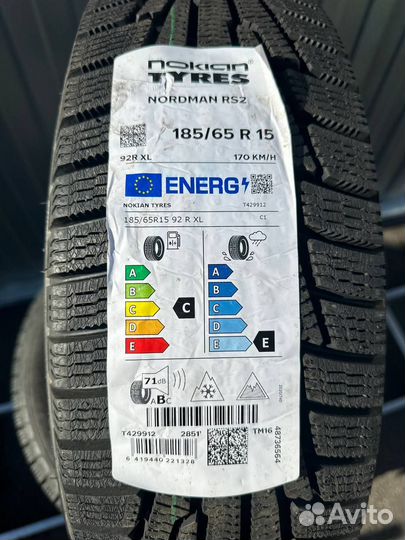 nokian
TYRES
NORDMAN RS2
185/65 R 15
92R XL 170 KM/H
ENERG
NOKIAN TYRES T429912
185/65R15 92 R XL C1
A A
B B
C C C
D D
E E E
71dB
ABC
T429912 2851' TM16
6 419440 221328
48736564
Avito